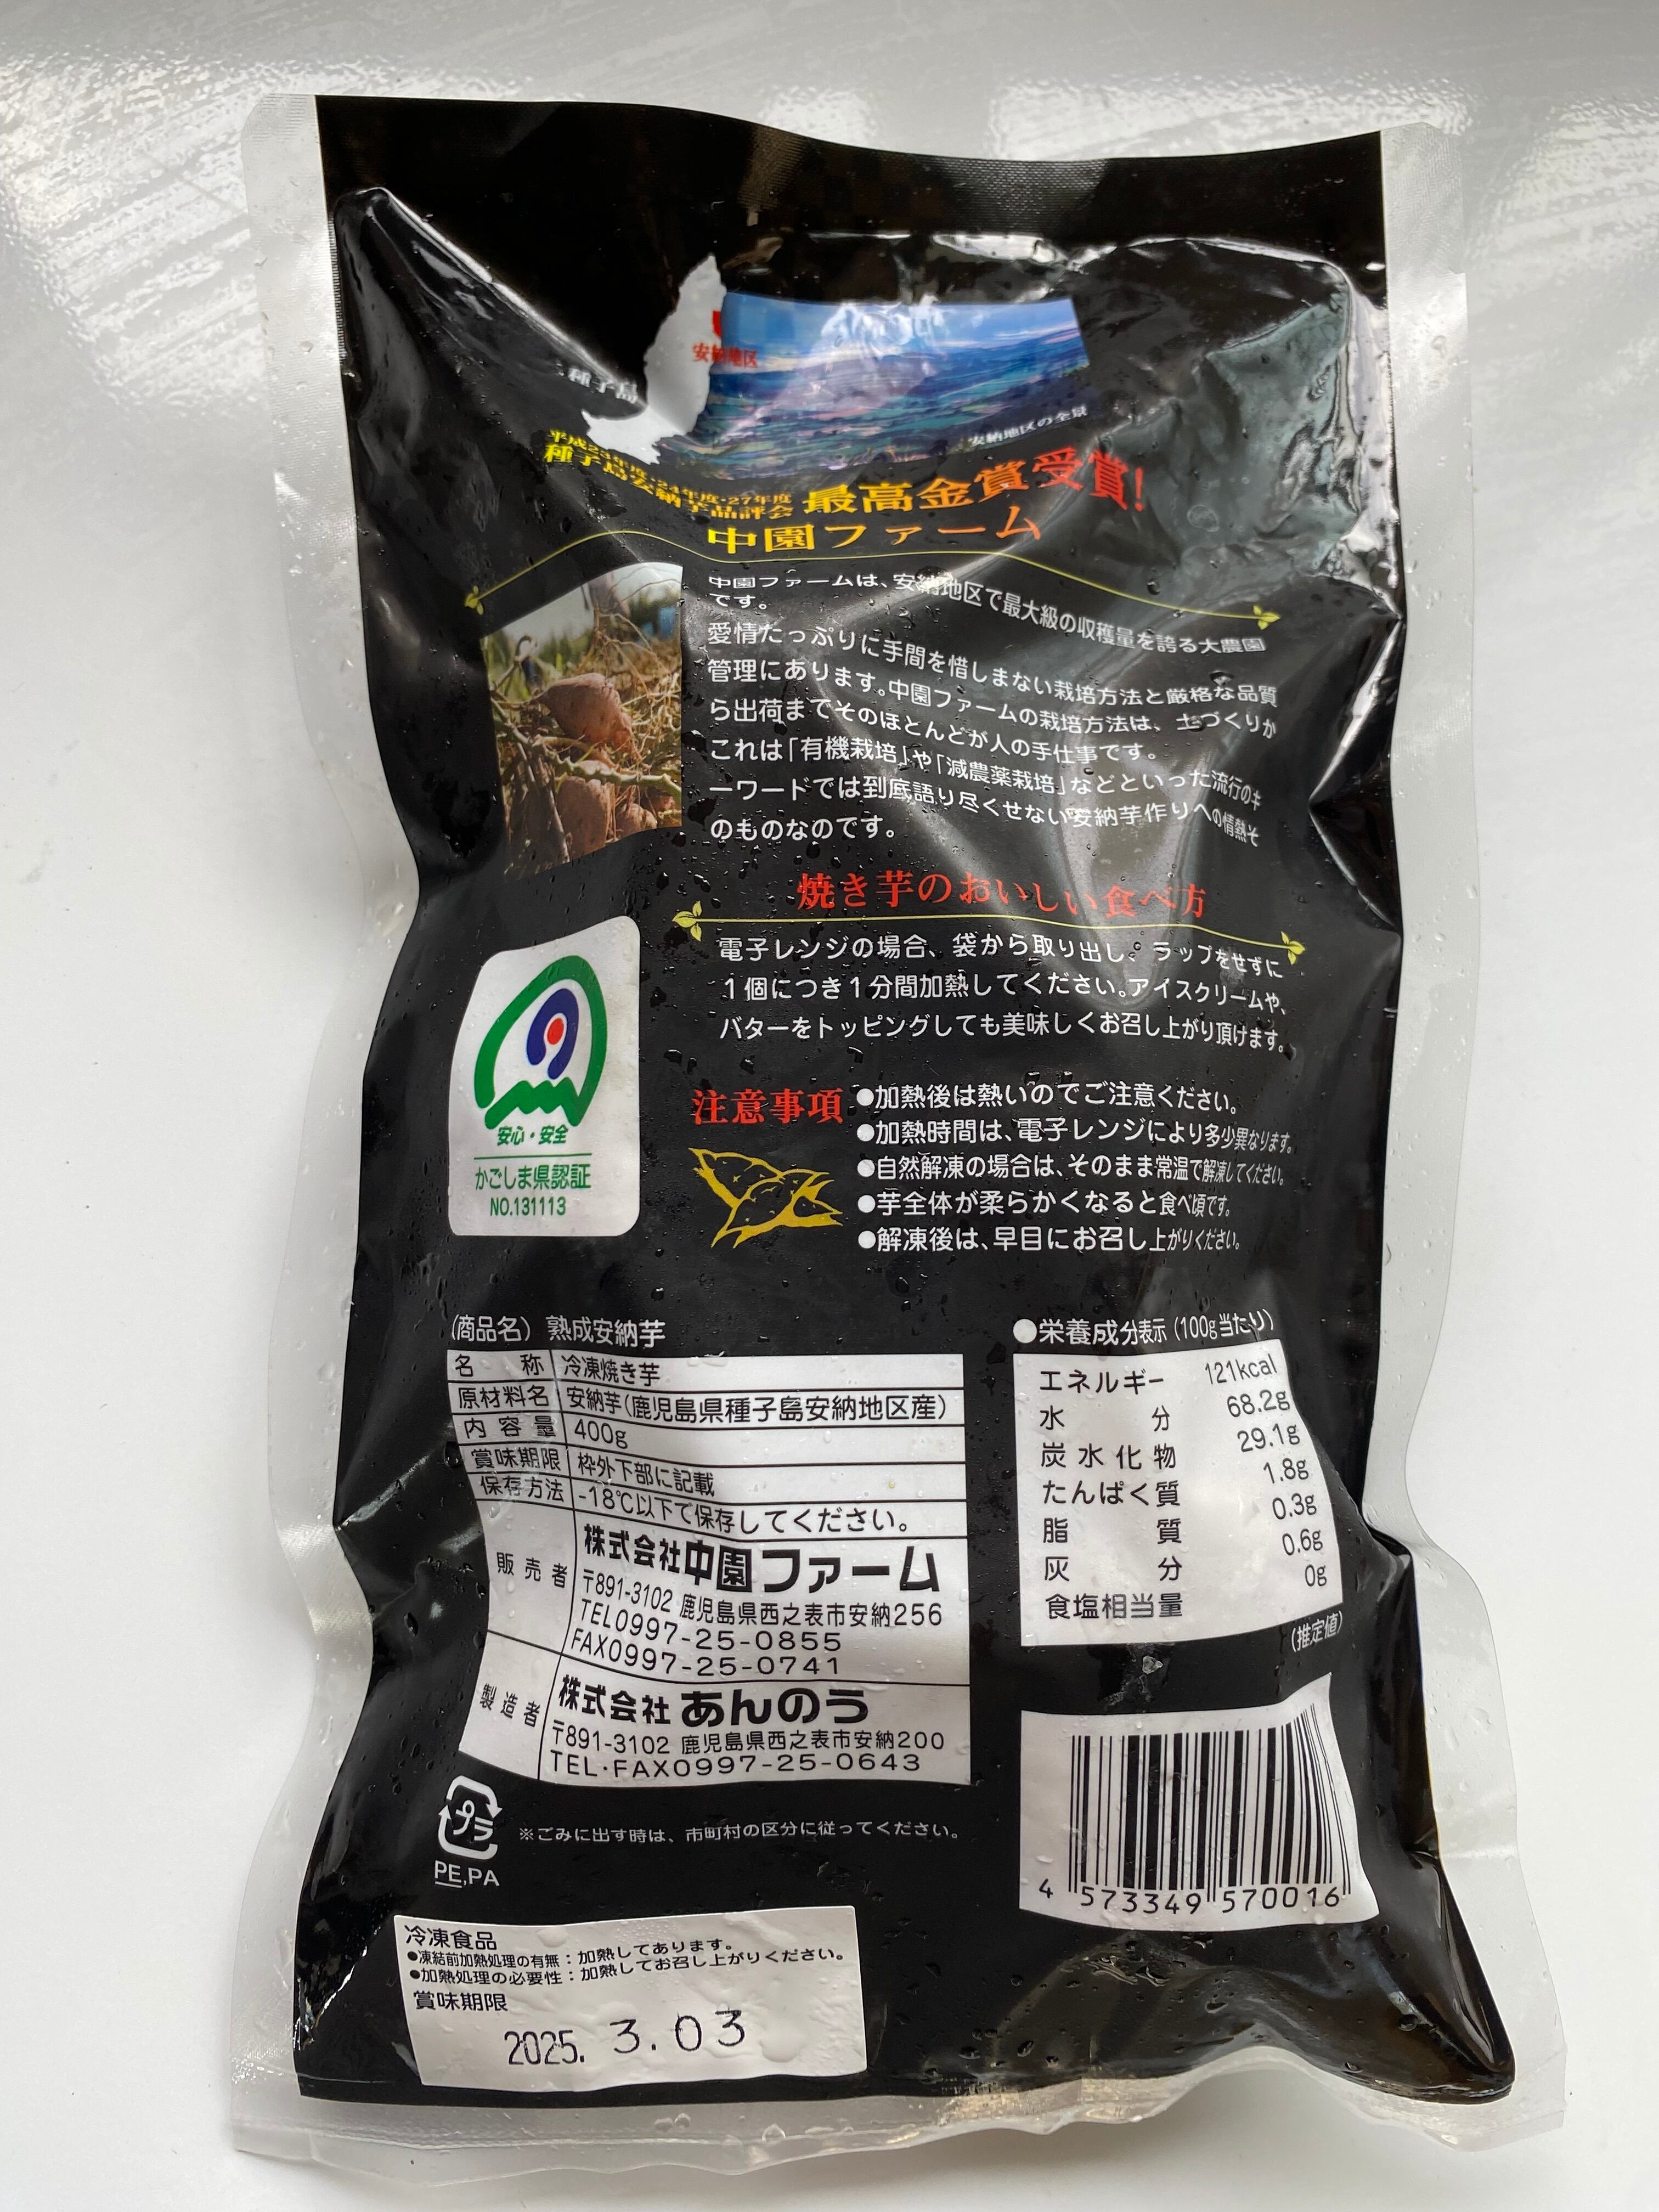 安納地区
種子島
安納地区の全景
平成23年度・24年度・27年度
種子島安納芋品評会
最高金賞受賞!
中園ファーム
中園ファームは、安納地区で最大級の収穫量を誇る大農園
です。
愛情たっぷりに手間を惜しまない栽培方法と厳格な品質
管理にあります。中園ファームの栽培方法は、土づくりか
ら出荷までそのほとんどが人の手仕事です。
これは「有機栽培」や「減農薬栽培」などといった流行のキ
ーワードでは到底語り尽くせない安納芋作りへの情熱そ
のものなのです。
焼き芋のおいしい食べ方
電子レンジの場合、袋から取り出し。ラップをせずに
1個につき1分間加熱してください。アイスクリームや、
バターをトッピングしても美味しくお召し上がり頂けます。
安心・安全
かごしま県認証
NO.131113
注意事項
●加熱後は熱いのでご注意ください。
●加熱時間は、電子レンジにより多少異なります。
●自然解凍の場合は、そのまま常温で解凍してください。
●芋全体が柔らかくなると食べ頃です。
●解凍後は、早目にお召し上がりください。
(商品名) 熟成安納芋
名称 冷凍焼き芋
原材料名 安納芋(鹿児島県種子島安納地区産)
内容量 400g
賞味期限 枠外下部に記載
保存方法 -18℃以下で保存してください。
販売者 株式会社中園ファーム
〒891-3102 鹿児島県西之表市安納256
TEL0997-25-0855
FAX0997-25-0741
製造者 株式会社 あんのう
〒891-3102 鹿児島県西之表市安納200
TEL・FAX0997-25-0643
●栄養成分表示(100g当たり)
エネルギー 121kcal
水分 68.2g
炭水化物 29.1g
たんぱく質 1.8g
脂質 0.3g
灰分 0.6g
食塩相当量 0g
(推定値)
プラ
PE,PA
※ごみに出す時は、市町村の区分に従ってください。
4 573349 570016
冷凍食品
●凍結前加熱処理の有無:加熱してあります。
●加熱処理の必要性:加熱してお召し上がりください。
賞味期限
2025. 3.03